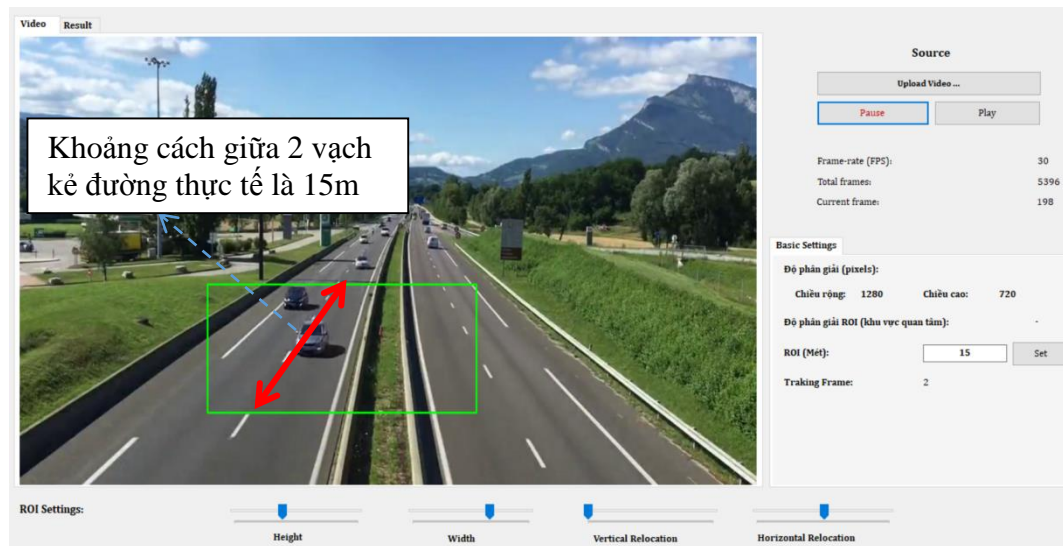 Video Result
Khoảng cách giữa 2 vạch
kẻ đường thực tế là 15m
Source
Upload Video ...
Pause Play
Frame-rate (FPS): 30
Total frames: 5396
Current frame: 198
Basic Settings
Độ phân giải (pixels):
Chiều rộng: 1280 Chiều cao: 720
Độ phân giải ROI (khu vực quan tâm): -
ROI (Mét): 15 Set
Traking Frame: 2
ROI Settings:
Height Width Vertical Relocation Horizontal Relocation